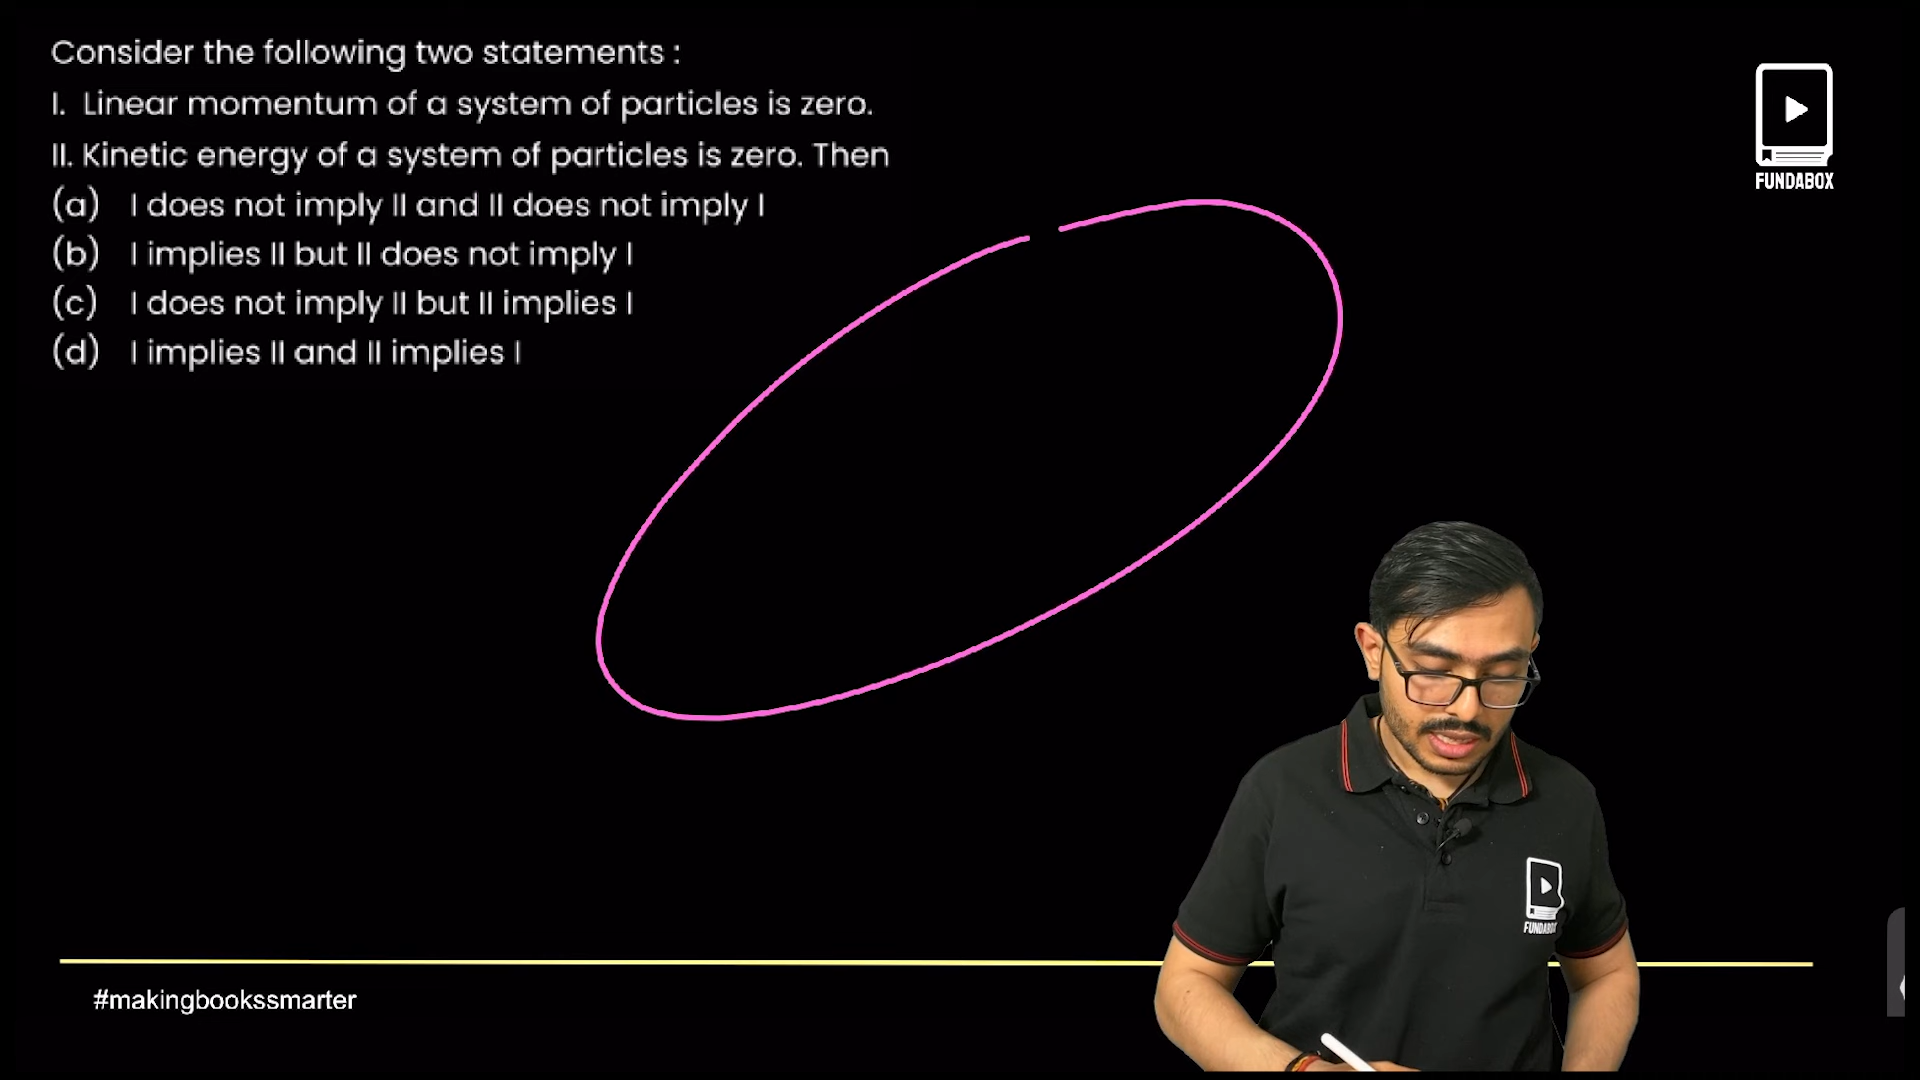 Consider the following two statements :
I. Linear momentum of a system of particles is zero.
II. Kinetic energy of a system of particles is zero. Then
(a) I does not imply II and II does not imply I
(b) I implies II but II does not imply I
(c) I does not imply II but II implies I
(d) I implies II and II implies I
FUNDABOX
FUNDABOX
#makingbookssmarter